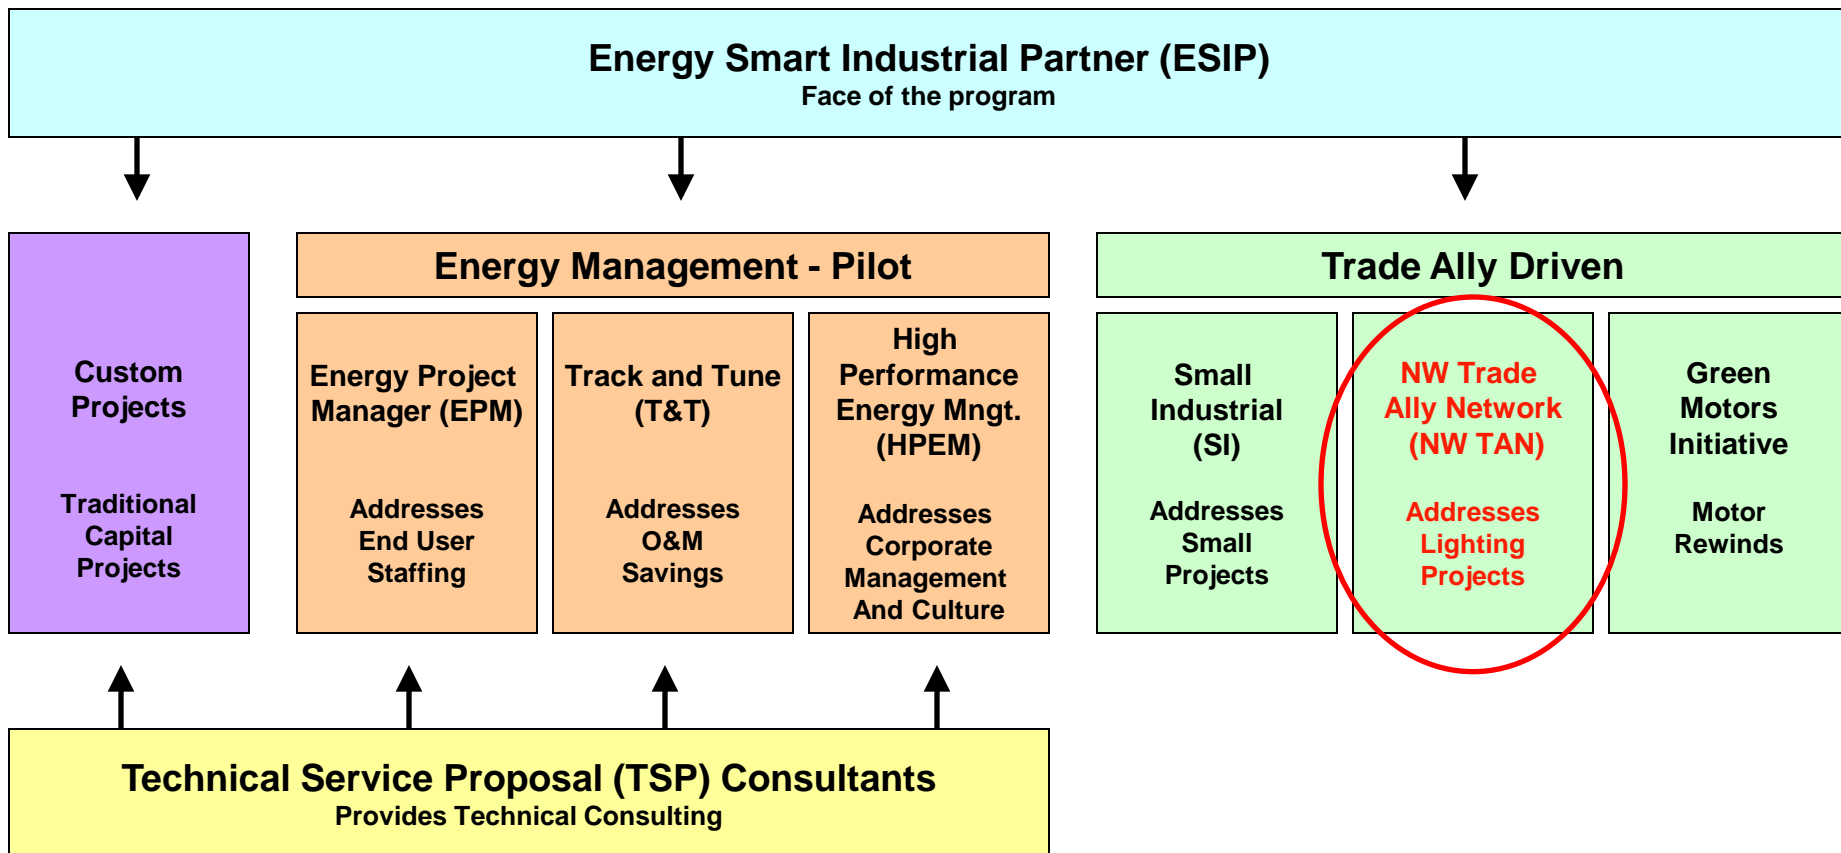 Energy Smart Industrial Partner (ESIP)
Face of the program
Custom
Projects
Traditional
Capital
Projects
Energy Management - Pilot
Energy Project
Manager (EPM)
Addresses
End User
Staffing
Track and Tune
(T&T)
Addresses
O&M
Savings
High
Performance
Energy Mngt.
(HPEM)
Addresses
Corporate
Management
And Culture
Trade Ally Driven
Small
Industrial
(SI)
Addresses
Small
Projects
NW Trade
Ally Network
(NW TAN)
Addresses
Lighting
Projects
Green
Motors
Initiative
Motor
Rewinds
Technical Service Proposal (TSP) Consultants
Provides Technical Consulting